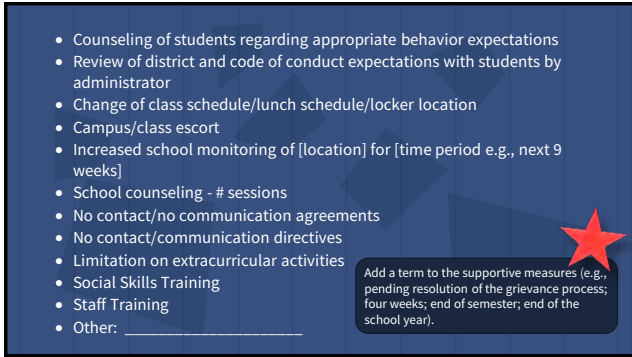 • Counseling of students regarding appropriate behavior expectations
• Review of district and code of conduct expectations with students by
administrator
• Change of class schedule/lunch schedule/locker location
• Campus/class escort
• Increased school monitoring of [location] for [time period e.g., next 9
weeks]
• School counseling - # sessions
• No contact/no communication agreements
• No contact/communication directives
• Limitation on extracurricular activities
• Social Skills Training
• Staff Training
• Other: ______________________
Add a term to the supportive measures (e.g.,
pending resolution of the grievance process;
four weeks; end of semester; end of the
school year).